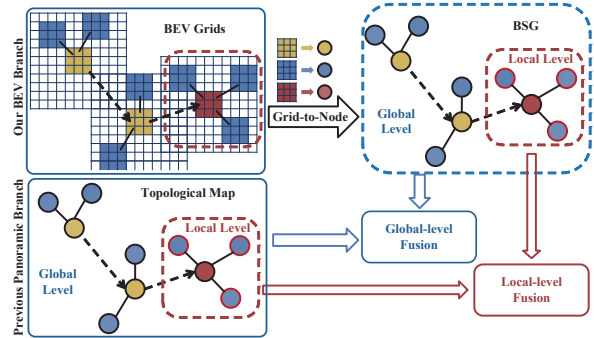 Our BEV Branch
BEV Grids
Grid-to-Node
BSG
Local Level
Global
Level
Previous Panoramic Branch
Topological Map
Local Level
Global
Level
Global-level
Fusion
Local-level
Fusion